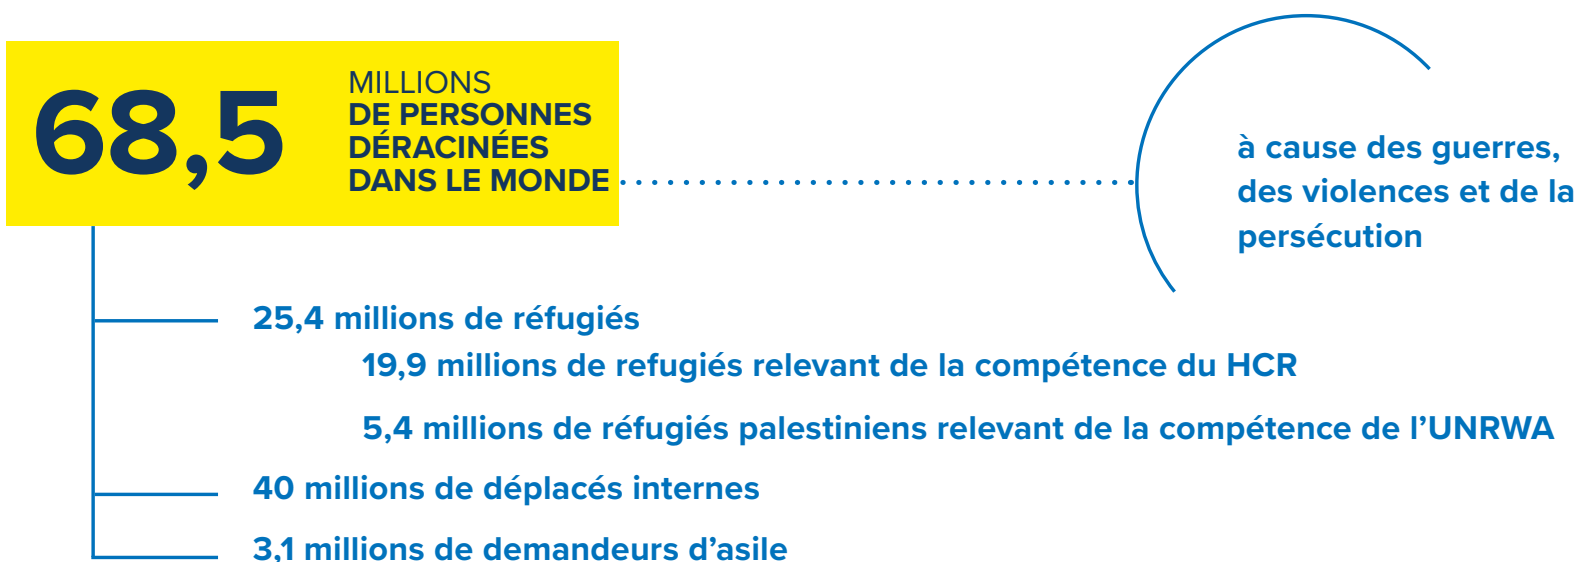 68,5
MILLIONS
DE PERSONNES
DÉRACINÉES
DANS LE MONDE
à cause des guerres,
des violences et de la
persécution
25,4 millions de réfugiés
19,9 millions de refugiés relevant de la compétence du HCR
5,4 millions de réfugiés palestiniens relevant de la compétence de l’UNRWA
40 millions de déplacés internes
3,1 millions de demandeurs d’asile